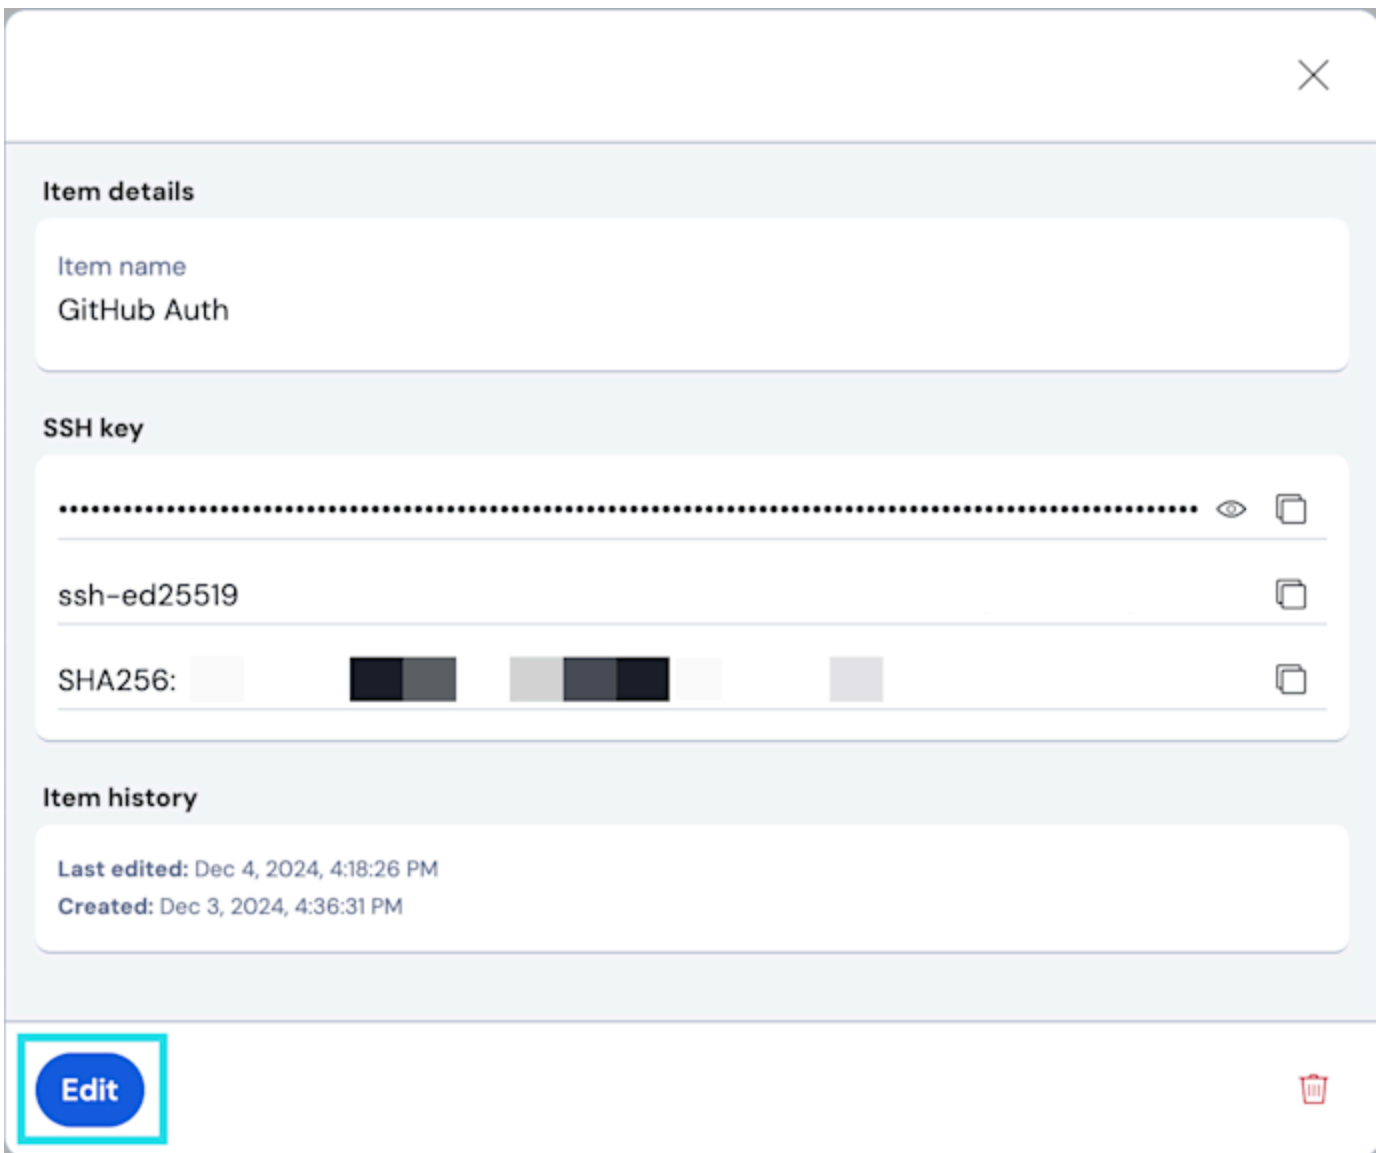 Item details
Item name
GitHub Auth
SSH key
ssh-ed25519
SHA256:
Item history
Last edited: Dec 4, 2024, 4:18:26 PM
Created: Dec 3, 2024, 4:36:31 PM
Edit